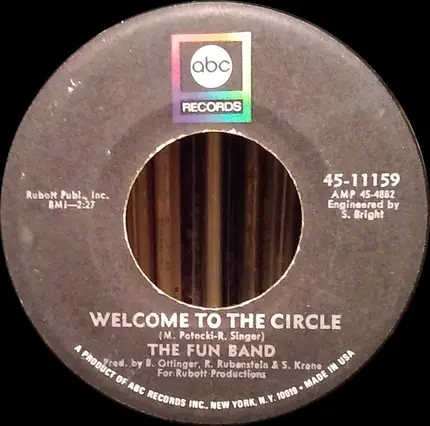 abc
RECORDS
45-11159
AMP 45-4882
Engineered by
S. Bright
Rubott Publ., Inc.
BMI—2:27
WELCOME TO THE CIRCLE
(M. Potocki-R. Singer)
THE FUN BAND
Prod. by B. Ottinger, R. Rubenstein & S. Krane
For Rubott Productions
A PRODUCT OF ABC RECORDS INC., NEW YORK, N.Y. 10019 • MADE IN USA